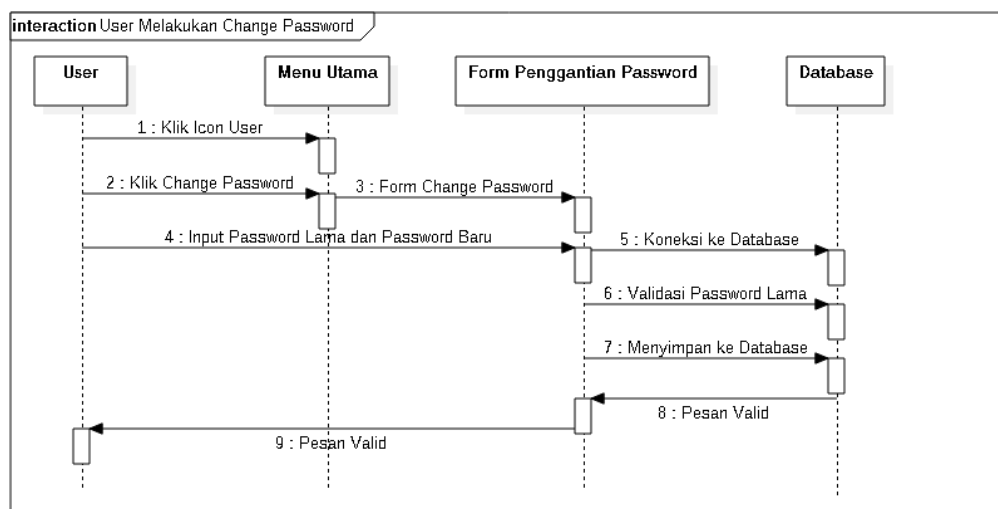 interaction User Melakukan Change Password
User
Menu Utama
Form Penggantian Password
Database
1 : Klik Icon User
2 : Klik Change Password
3 : Form Change Password
4 : Input Password Lama dan Password Baru
5 : Koneksi ke Database
6 : Validasi Password Lama
7 : Menyimpan ke Database
8 : Pesan Valid
9 : Pesan Valid